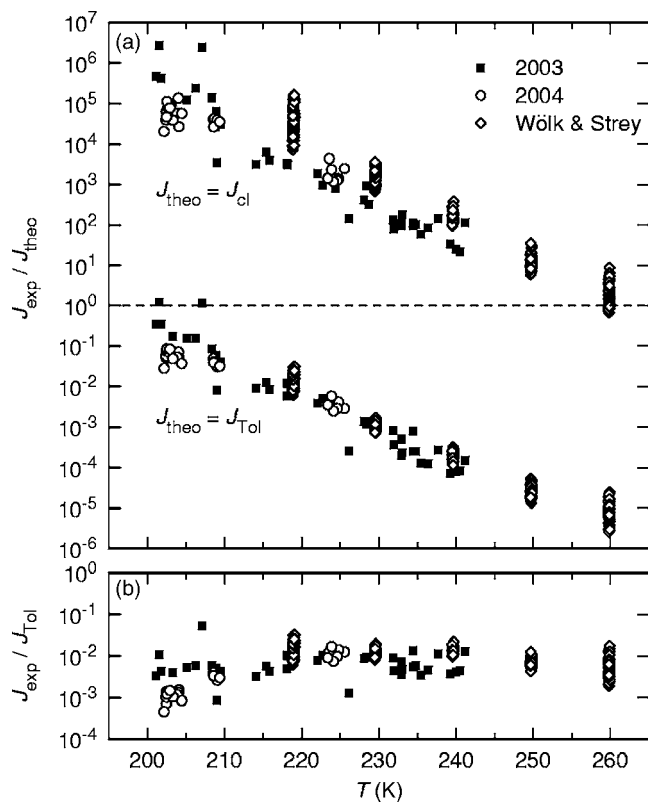 (a)
10^7
10^6
10^5
10^4
10^3
10^2
10^1
10^0
10^-1
10^-2
10^-3
10^-4
10^-5
10^-6
J_exp / J_theo
2003
2004
Wölk & Strey
J_theo = J_cl
J_theo = J_Tol
(b)
10^0
10^-1
10^-2
10^-3
10^-4
J_exp / J_Tol
200 210 220 230 240 250 260
T (K)